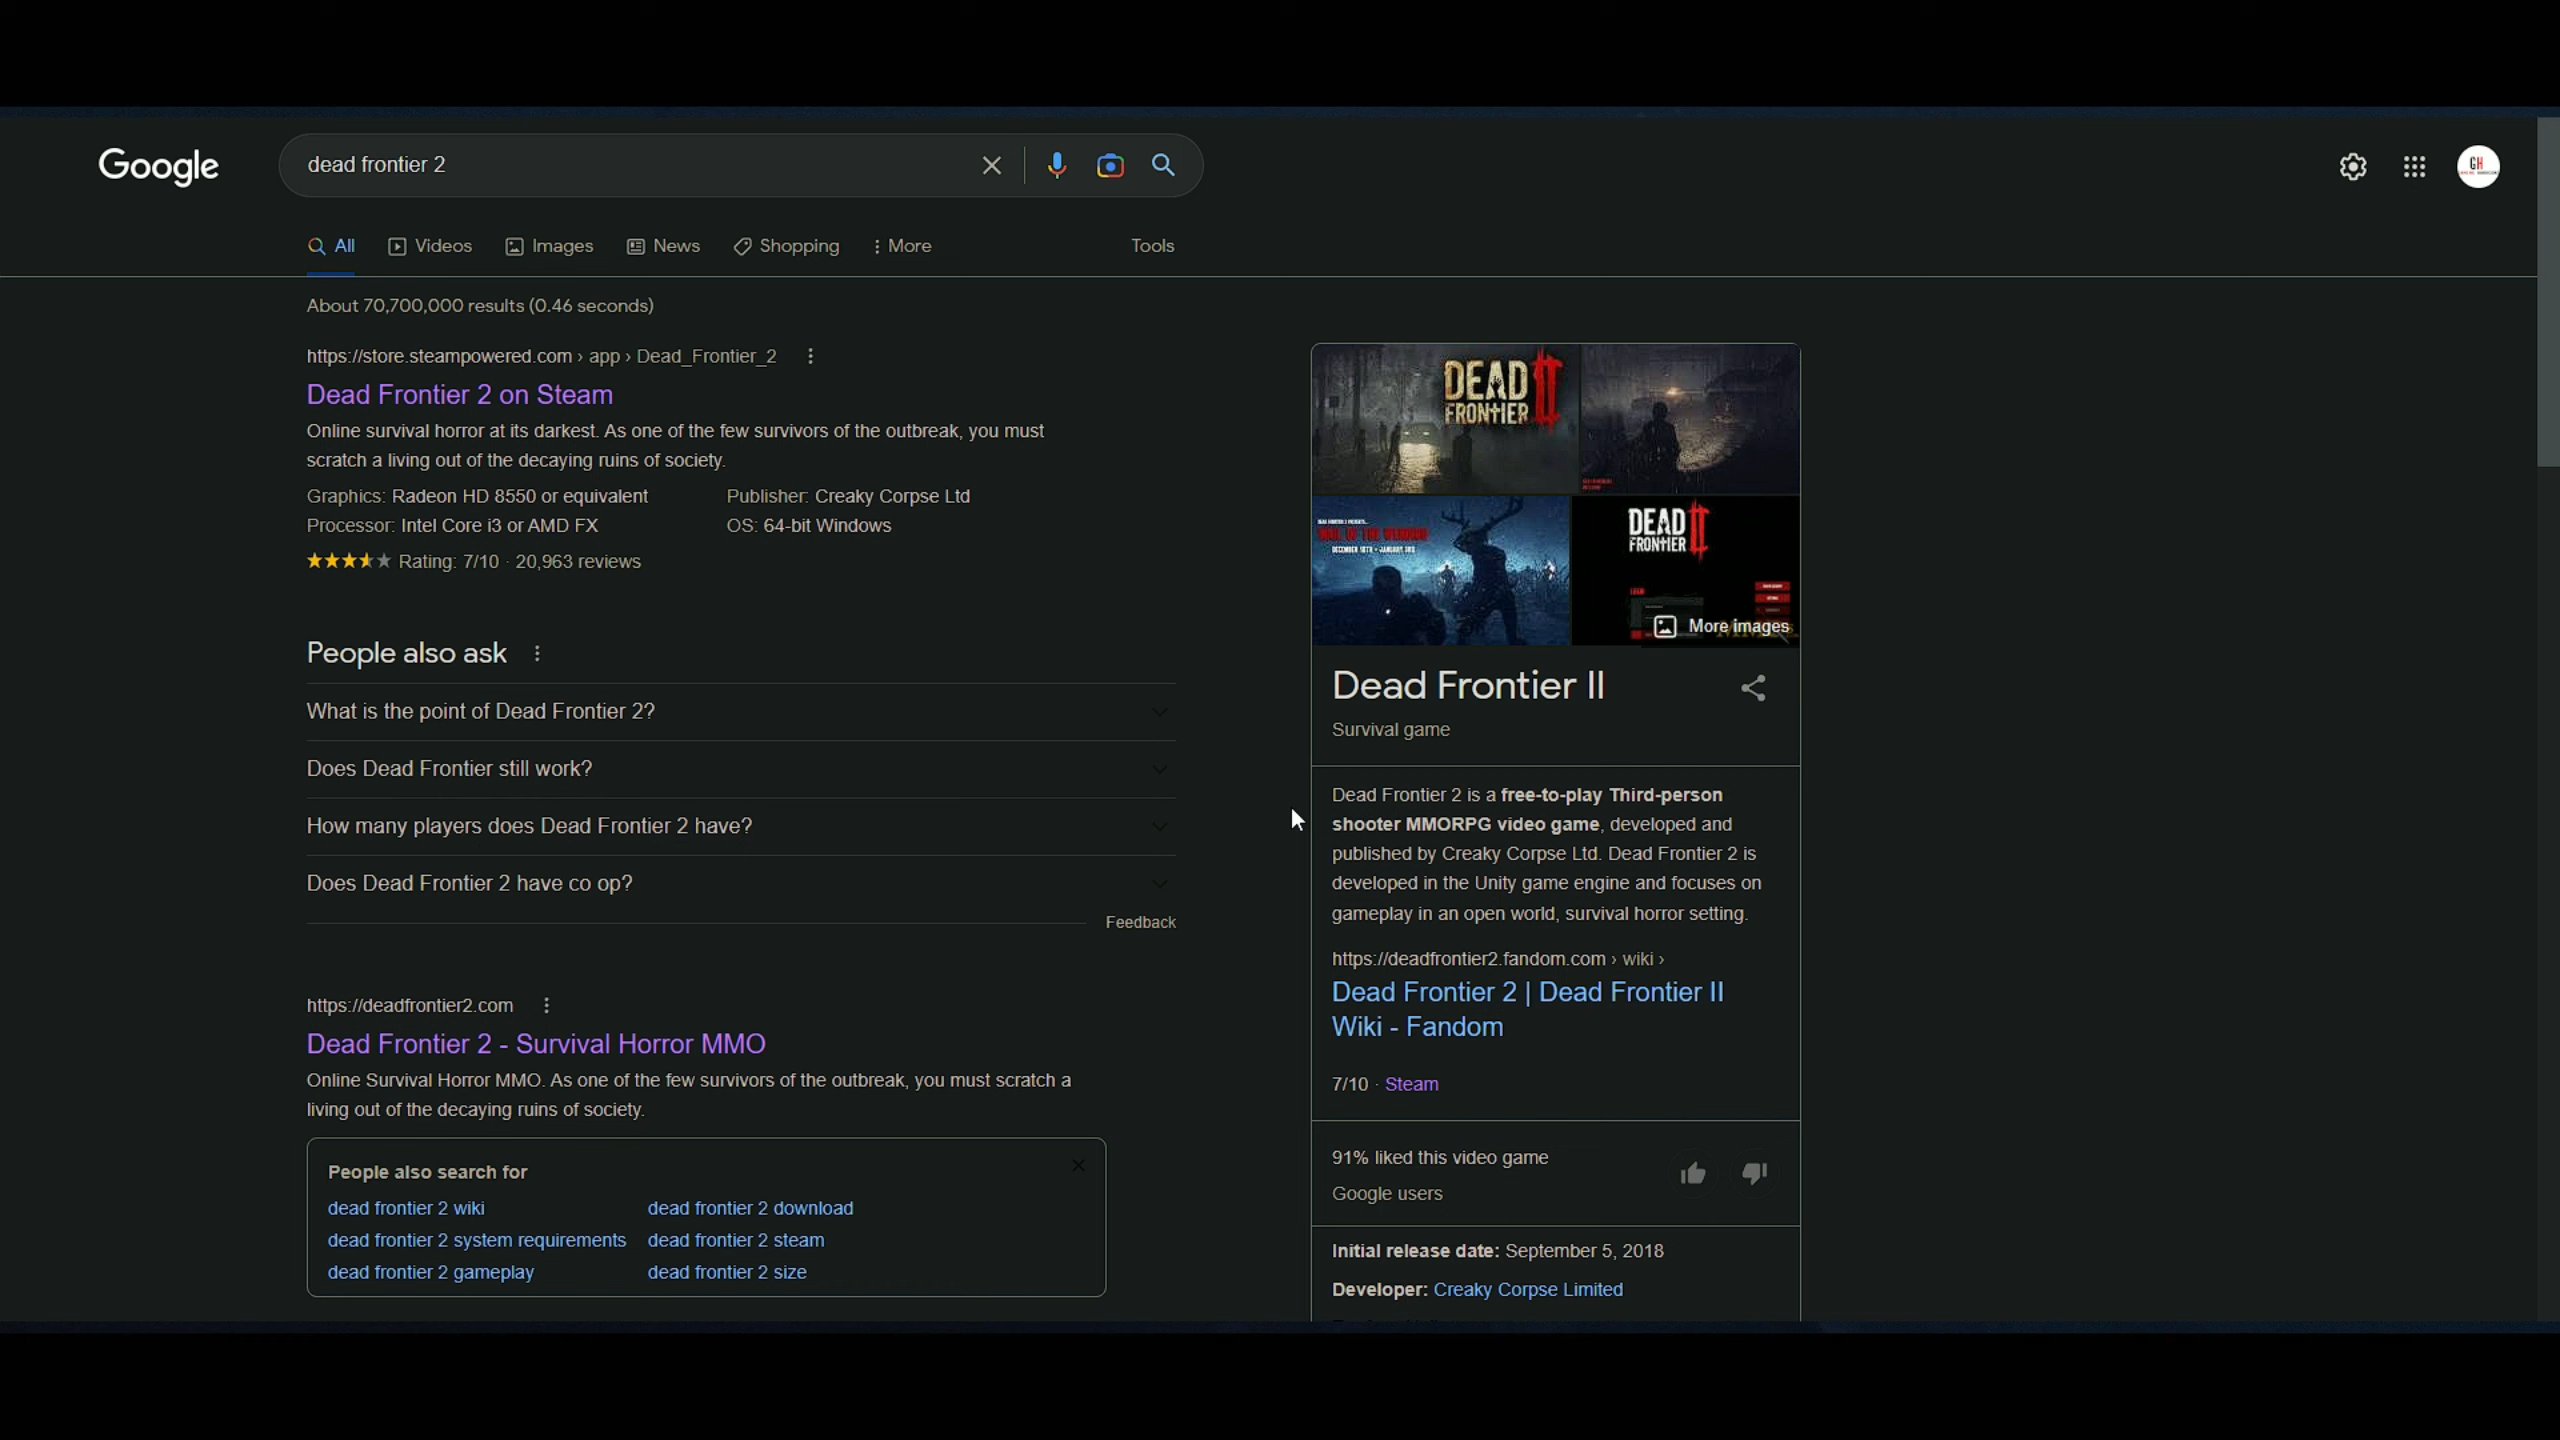 Google
dead frontier 2
GH
All
Videos
Images
News
Shopping
More
Tools
About 70,700,000 results (0.46 seconds)
https://store.steampowered.com › app › Dead_Frontier_2
Dead Frontier 2 on Steam
Online survival horror at its darkest. As one of the few survivors of the outbreak, you must
scratch a living out of the decaying ruins of society.
Graphics: Radeon HD 8550 or equivalent
Publisher: Creaky Corpse Ltd
Processor: Intel Core i3 or AMD FX
OS: 64-bit Windows
Rating: 7/10 · 20,963 reviews
People also ask
What is the point of Dead Frontier 2?
Does Dead Frontier still work?
How many players does Dead Frontier 2 have?
Does Dead Frontier 2 have co op?
Feedback
https://deadfrontier2.com
Dead Frontier 2 - Survival Horror MMO
Online Survival Horror MMO. As one of the few survivors of the outbreak, you must scratch a
living out of the decaying ruins of society.
People also search for
dead frontier 2 wiki
dead frontier 2 download
dead frontier 2 system requirements
dead frontier 2 steam
dead frontier 2 gameplay
dead frontier 2 size
DEAD
FRONTIER II
DECEMBER 18TH - JANUARY 3RD
DEAD
FRONTIER II
LOGIN
More images
Dead Frontier II
Survival game
Dead Frontier 2 is a free-to-play Third-person
shooter MMORPG video game, developed and
published by Creaky Corpse Ltd. Dead Frontier 2 is
developed in the Unity game engine and focuses on
gameplay in an open world, survival horror setting.
https://deadfrontier2.fandom.com › wiki ›
Dead Frontier 2 | Dead Frontier II
Wiki - Fandom
7/10 · Steam
91% liked this video game
Google users
Initial release date: September 5, 2018
Developer: Creaky Corpse Limited